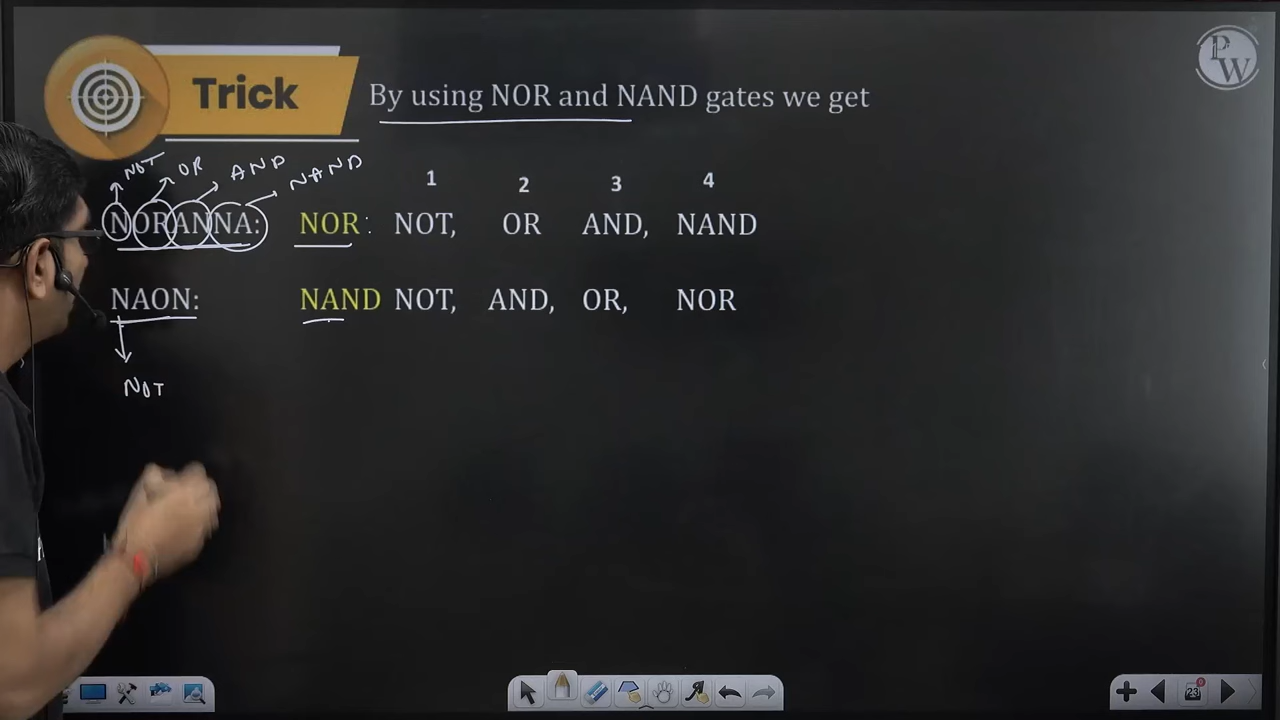 Trick By using NOR and NAND gates we get
PW
NOT OR AND NAND
1 2 3 4
NORANNA: NOR : NOT, OR AND, NAND
NAON: NAND NOT, AND, OR, NOR
NOT
23